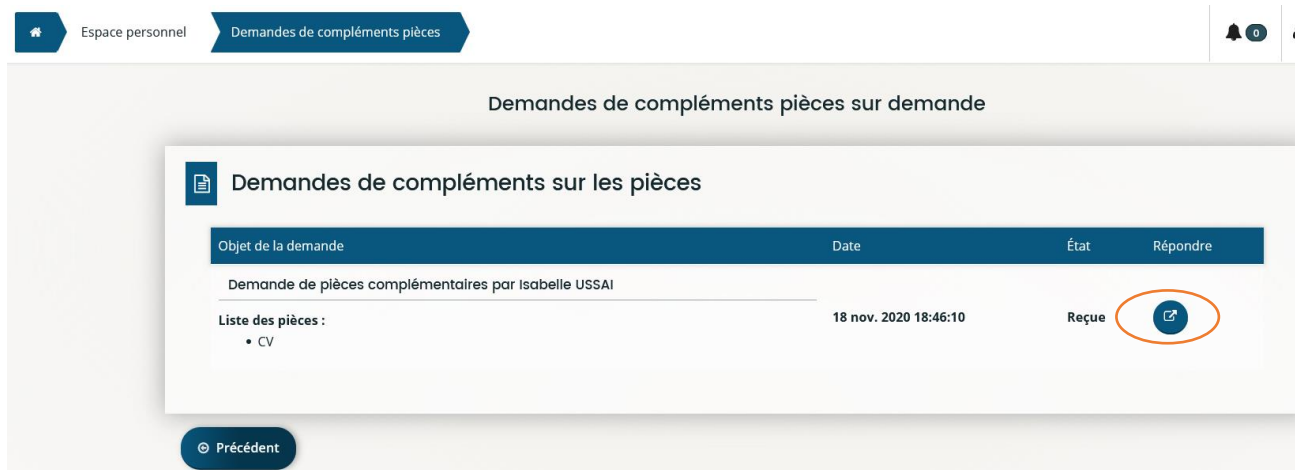 Espace personnel
Demandes de compléments pièces
0
Demandes de compléments pièces sur demande
Demandes de compléments sur les pièces
Objet de la demande Date État Répondre
Demande de pièces complémentaires par Isabelle USSAI
Liste des pièces : 18 nov. 2020 18:46:10 Reçue
• CV
Précédent